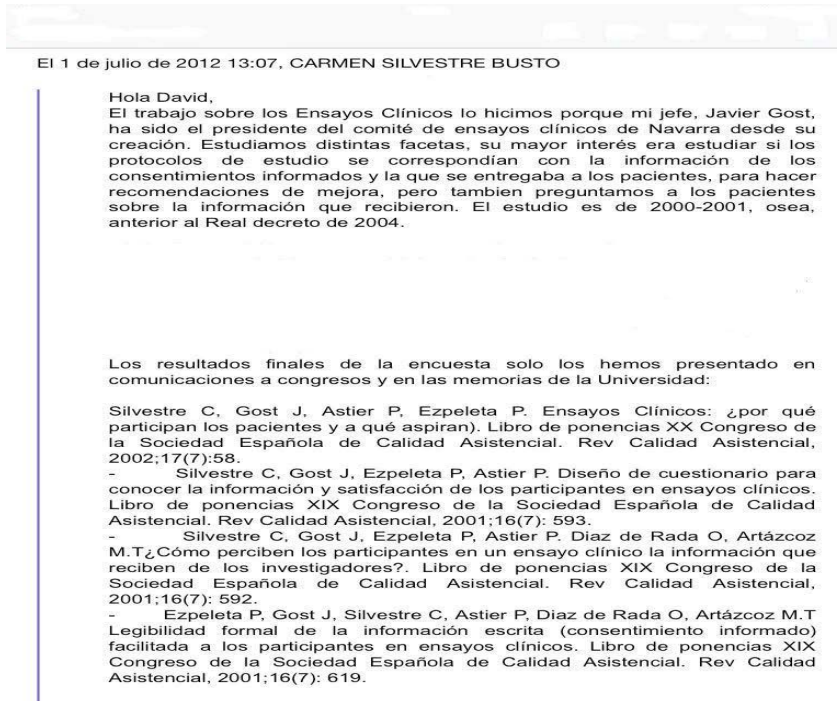 El 1 de julio de 2012 13:07, CARMEN SILVESTRE BUSTO
Hola David,
El trabajo sobre los Ensayos Clínicos lo hicimos porque mi jefe, Javier Gost,
ha sido el presidente del comité de ensayos clínicos de Navarra desde su
creación. Estudiamos distintas facetas, su mayor interés era estudiar si los
protocolos de estudio se correspondían con la información de los
consentimientos informados y la que se entregaba a los pacientes, para hacer
recomendaciones de mejora, pero tambien preguntamos a los pacientes
sobre la información que recibieron. El estudio es de 2000-2001, osea,
anterior al Real decreto de 2004.
Los resultados finales de la encuesta solo los hemos presentado en
comunicaciones a congresos y en las memorias de la Universidad:
Silvestre C, Gost J, Astier P, Ezpeleta P. Ensayos Clínicos: ¿por qué
participan los pacientes y a qué aspiran). Libro de ponencias XX Congreso de
la Sociedad Española de Calidad Asistencial. Rev Calidad Asistencial,
2002;17(7):58.
- Silvestre C, Gost J, Ezpeleta P, Astier P. Diseño de cuestionario para
conocer la información y satisfacción de los participantes en ensayos clínicos.
Libro de ponencias XIX Congreso de la Sociedad Española de Calidad
Asistencial. Rev Calidad Asistencial, 2001;16(7): 593.
- Silvestre C, Gost J, Ezpeleta P, Astier P. Diaz de Rada O, Artázcoz
M.T¿Cómo perciben los participantes en un ensayo clínico la información que
reciben de los investigadores?. Libro de ponencias XIX Congreso de la
Sociedad Española de Calidad Asistencial. Rev Calidad Asistencial,
2001;16(7): 592.
- Ezpeleta P, Gost J, Silvestre C, Astier P, Diaz de Rada O, Artázcoz M.T
Legibilidad formal de la información escrita (consentimiento informado)
facilitada a los participantes en ensayos clínicos. Libro de ponencias XIX
Congreso de la Sociedad Española de Calidad Asistencial. Rev Calidad
Asistencial, 2001;16(7): 619.